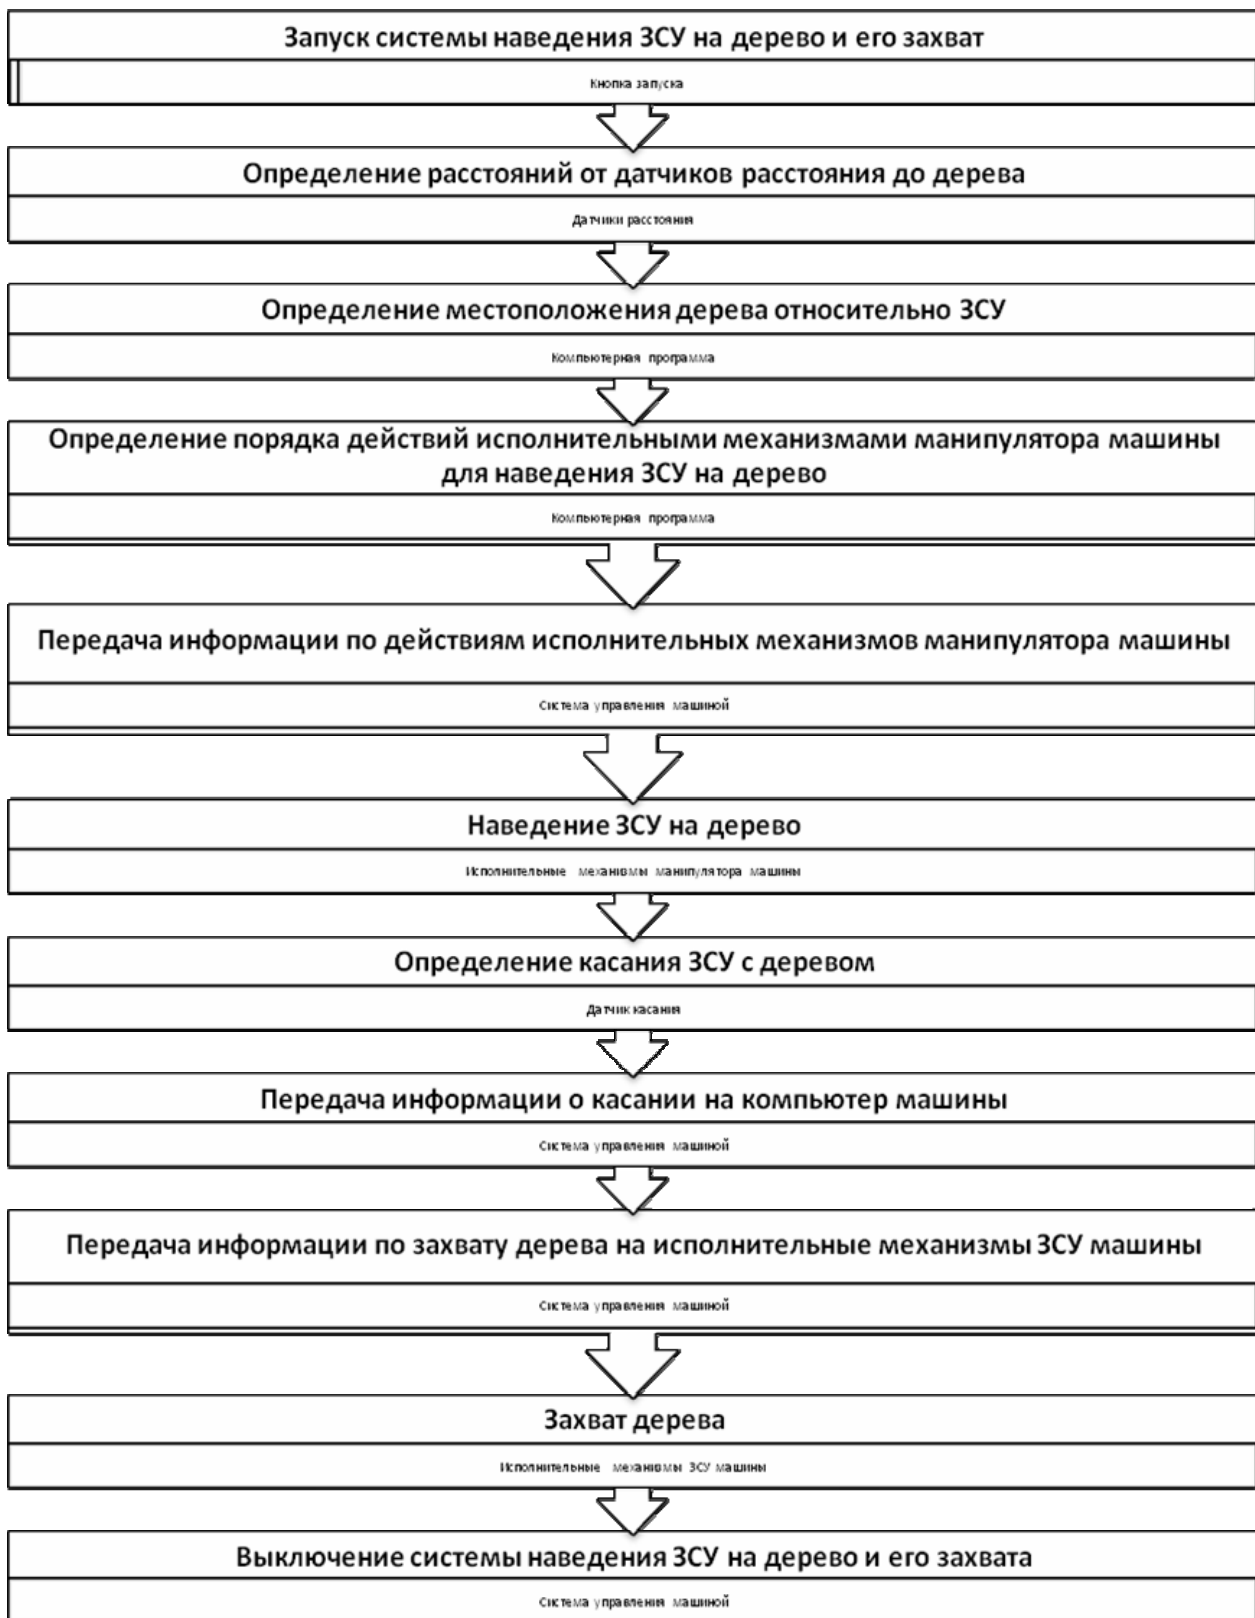 Запуск системы наведения ЗСУ на дерево и его захват
Кнопка запуска
Определение расстояний от датчиков расстояния до дерева
Датчики расстояния
Определение местоположения дерева относительно ЗСУ
Компьютерная программа
Определение порядка действий исполнительными механизмами манипулятора машины
для наведения ЗСУ на дерево
Компьютерная программа
Передача информации по действиям исполнительных механизмов манипулятора машины
Система управления машиной
Наведение ЗСУ на дерево
Исполнительные механизмы манипулятора машины
Определение касания ЗСУ с деревом
Датчик касания
Передача информации о касании на компьютер машины
Система управления машиной
Передача информации по захвату дерева на исполнительные механизмы ЗСУ машины
Система управления машиной
Захват дерева
Исполнительные механизмы ЗСУ машины
Выключение системы наведения ЗСУ на дерево и его захвата
Система управления машиной